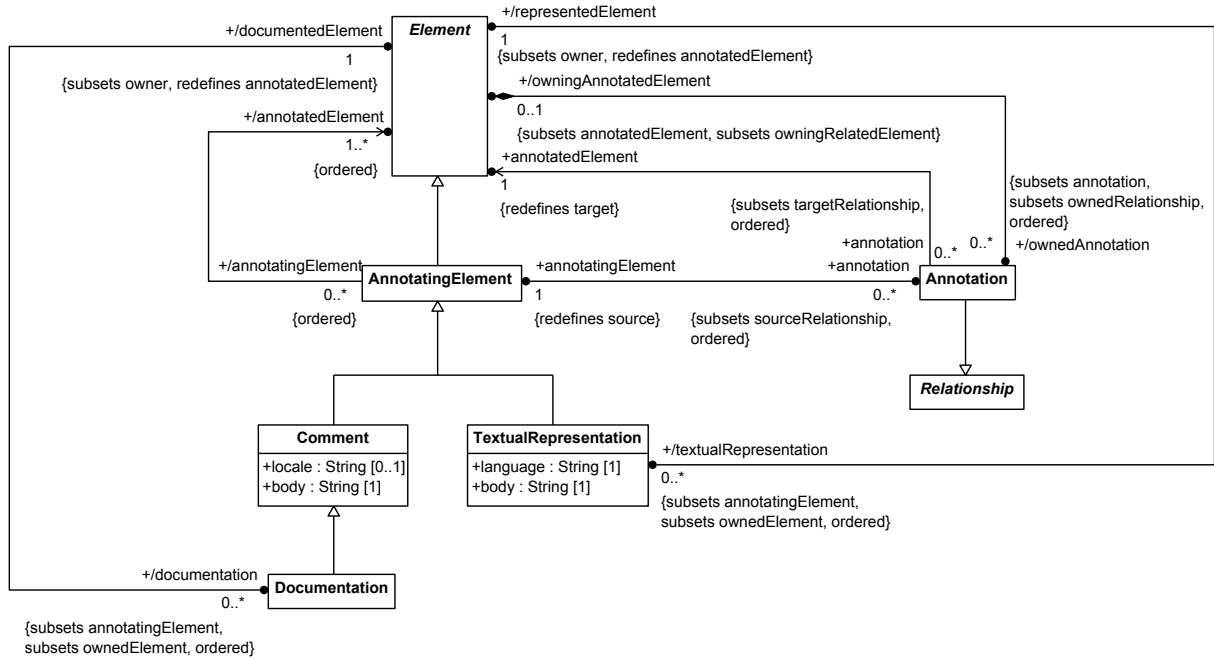 +/representedElement
Element
+/documentedElement
1
1
{subsets owner, redefines annotatedElement}
{subsets owner, redefines annotatedElement}
+/owningAnnotatedElement
0..1
+/annotatedElement
1..*
{subsets annotatedElement, subsets owningRelatedElement}
+annotatedElement
{ordered}
1
{redefines target}
{subsets annotation,
subsets ownedRelationship,
ordered}
{subsets targetRelationship,
ordered}
+annotation
0..*
0..*
+/ownedAnnotation
+/annotatingElement
0..*
{ordered}
AnnotatingElement
+annotatingElement
1
{redefines source}
+annotation
0..*
{subsets sourceRelationship,
ordered}
Annotation
Relationship
Comment
+locale : String [0..1]
+body : String [1]
TextualRepresentation
+language : String [1]
+body : String [1]
+/textualRepresentation
0..*
{subsets annotatingElement,
subsets ownedElement, ordered}
+/documentation
0..*
Documentation
{subsets annotatingElement,
subsets ownedElement, ordered}